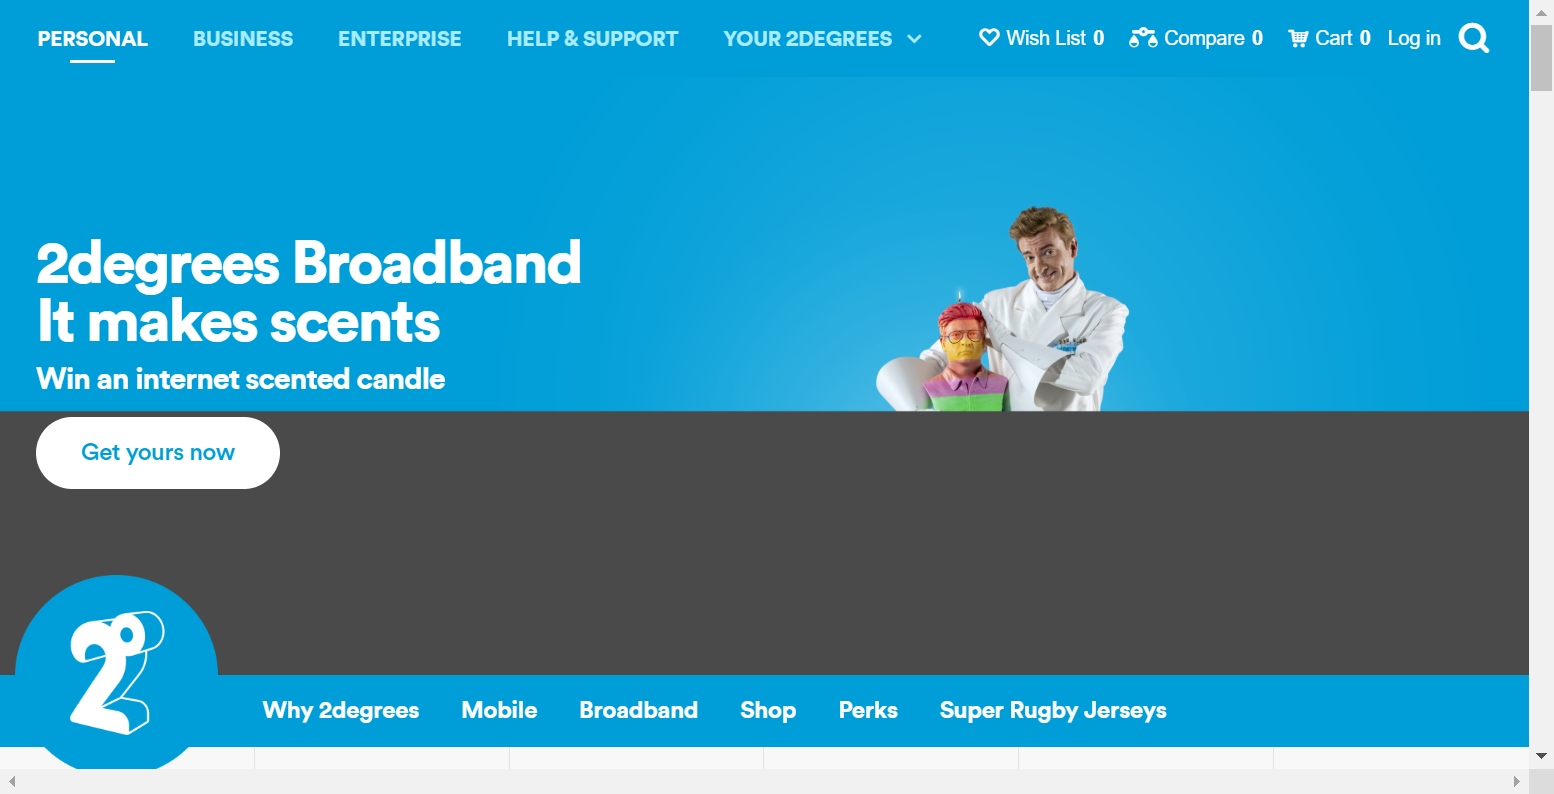 PERSONAL BUSINESS ENTERPRISE HELP & SUPPORT YOUR 2DEGREES Wish List 0 Compare 0 Cart 0 Log in
2degrees Broadband
It makes scents
Win an internet scented candle
Get yours now
2°
Why 2degrees Mobile Broadband Shop Perks Super Rugby Jerseys